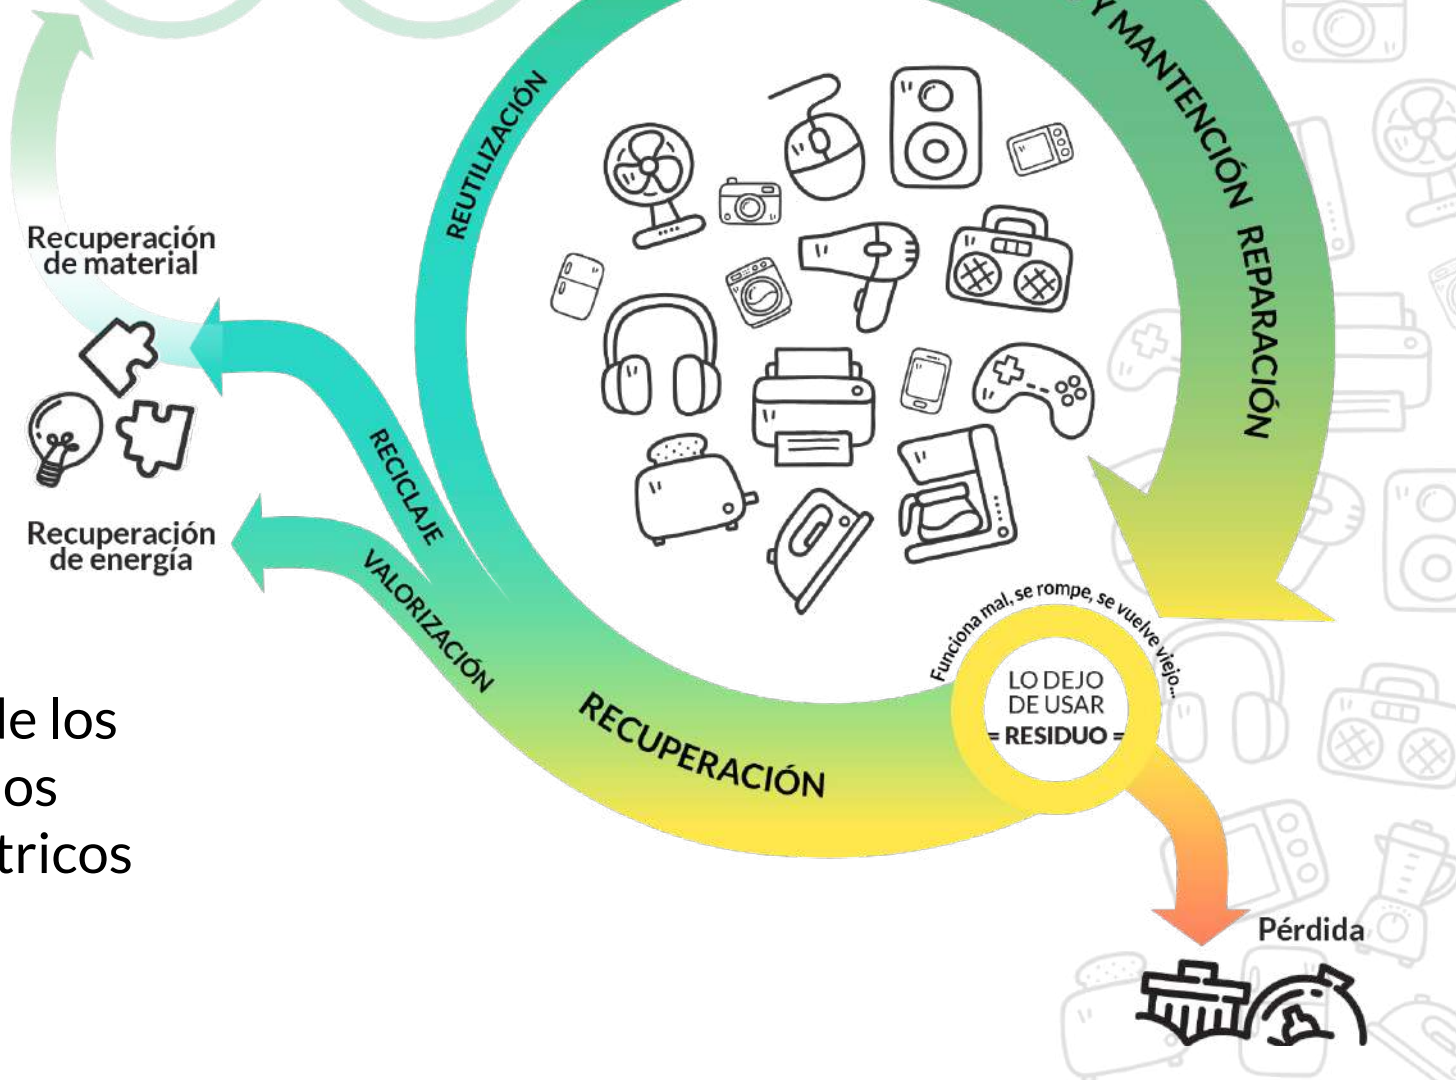 Y MANTENCIÓN REPARACIÓN
REUTILIZACIÓN
Recuperación
de material
RECICLAJE
Recuperación
de energía
VALORIZACIÓN
RECUPERACIÓN
Funciona mal, se rompe, se vuelve viejo...
LO DEJO
DE USAR
= RESIDUO =
de los
os
tricos
Pérdida